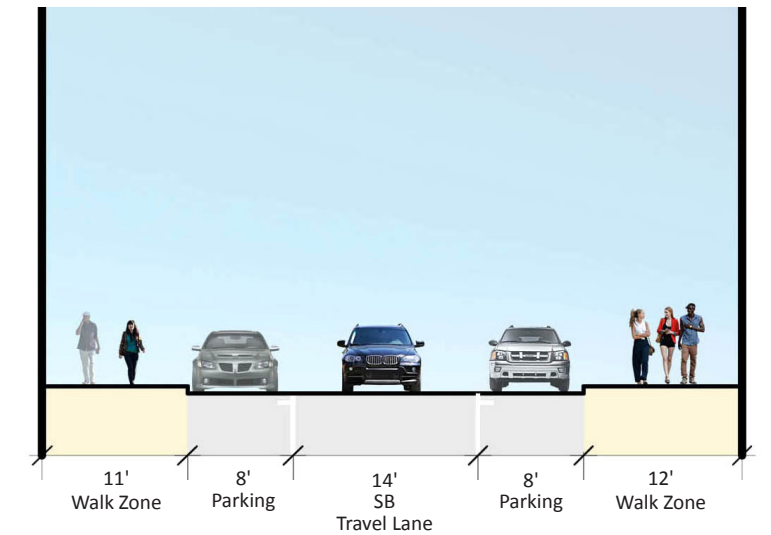 11'
Walk Zone
8'
Parking
14'
SB
Travel Lane
8'
Parking
12'
Walk Zone